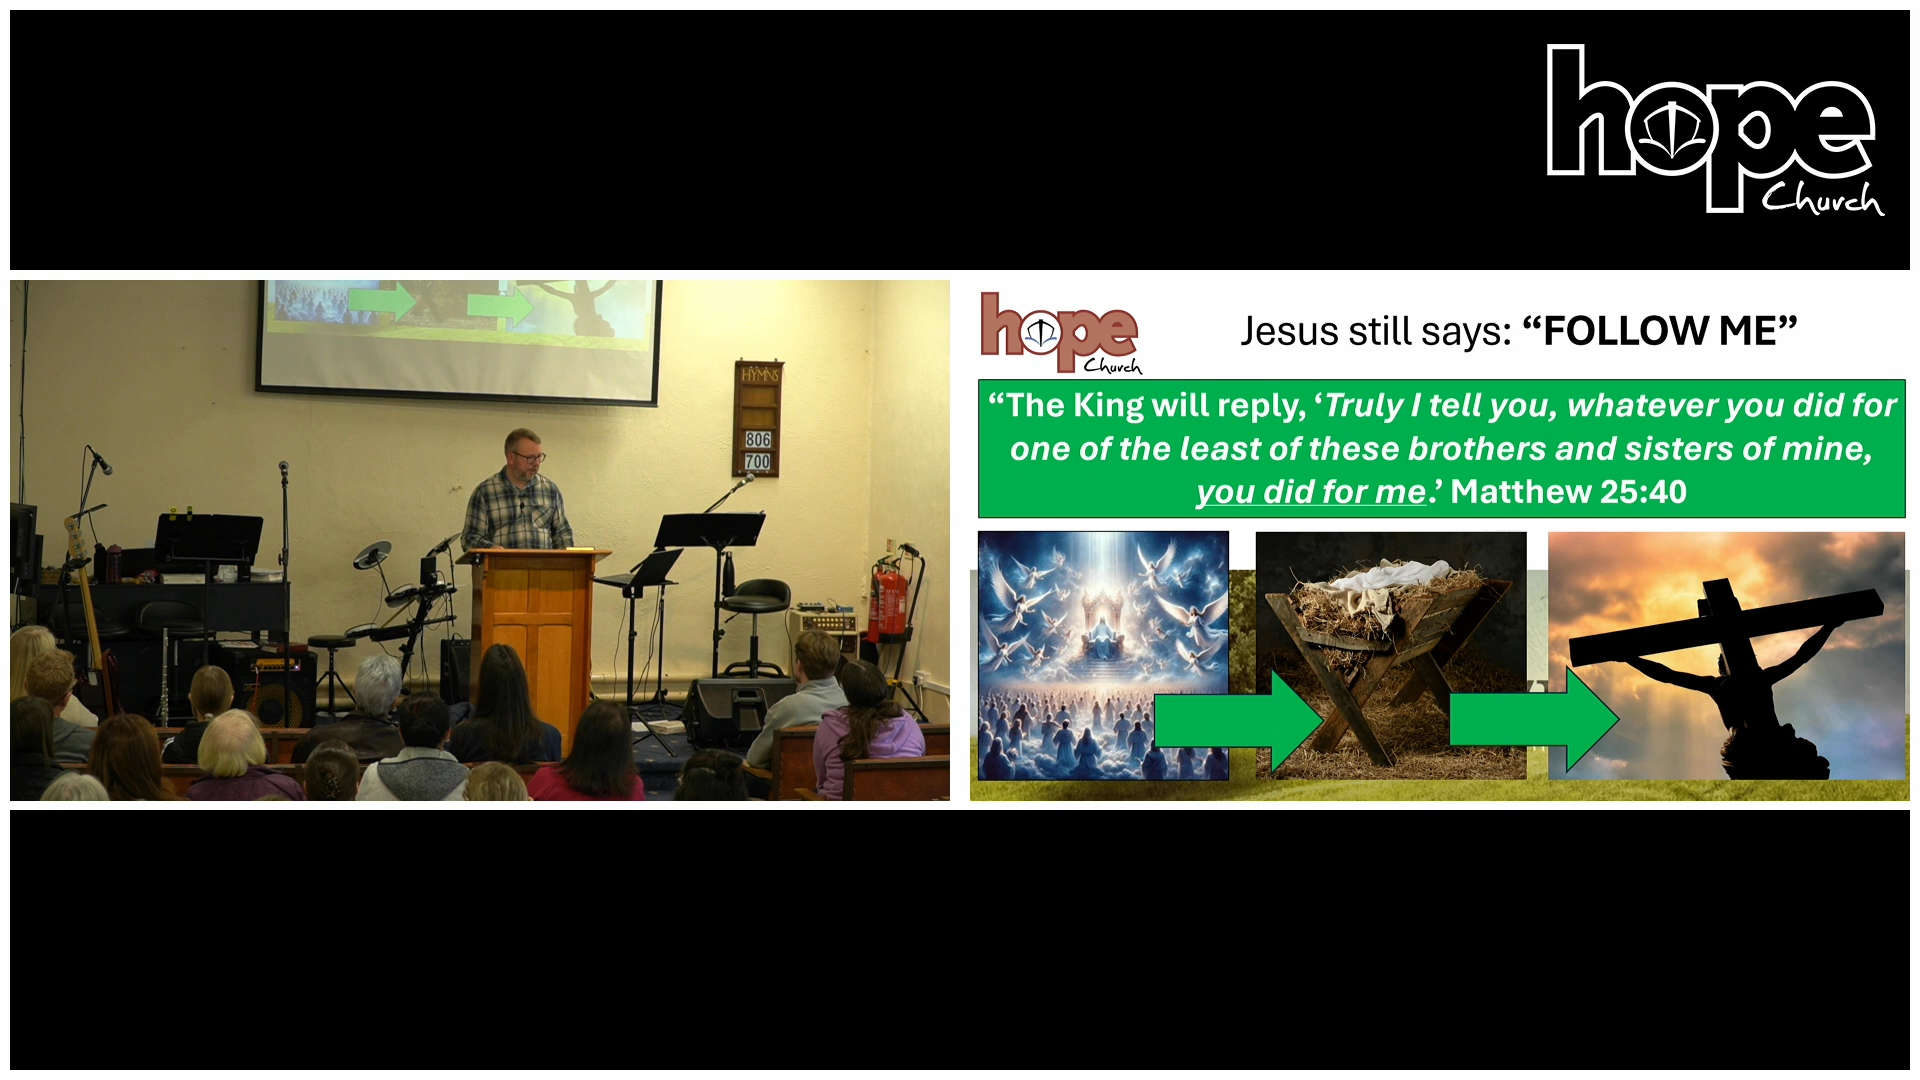 hope
Church
HYMNS
806
700
hope
Church
Jesus still says: “FOLLOW ME”
“The King will reply, ‘Truly I tell you, whatever you did for
one of the least of these brothers and sisters of mine,
you did for me.’ Matthew 25:40